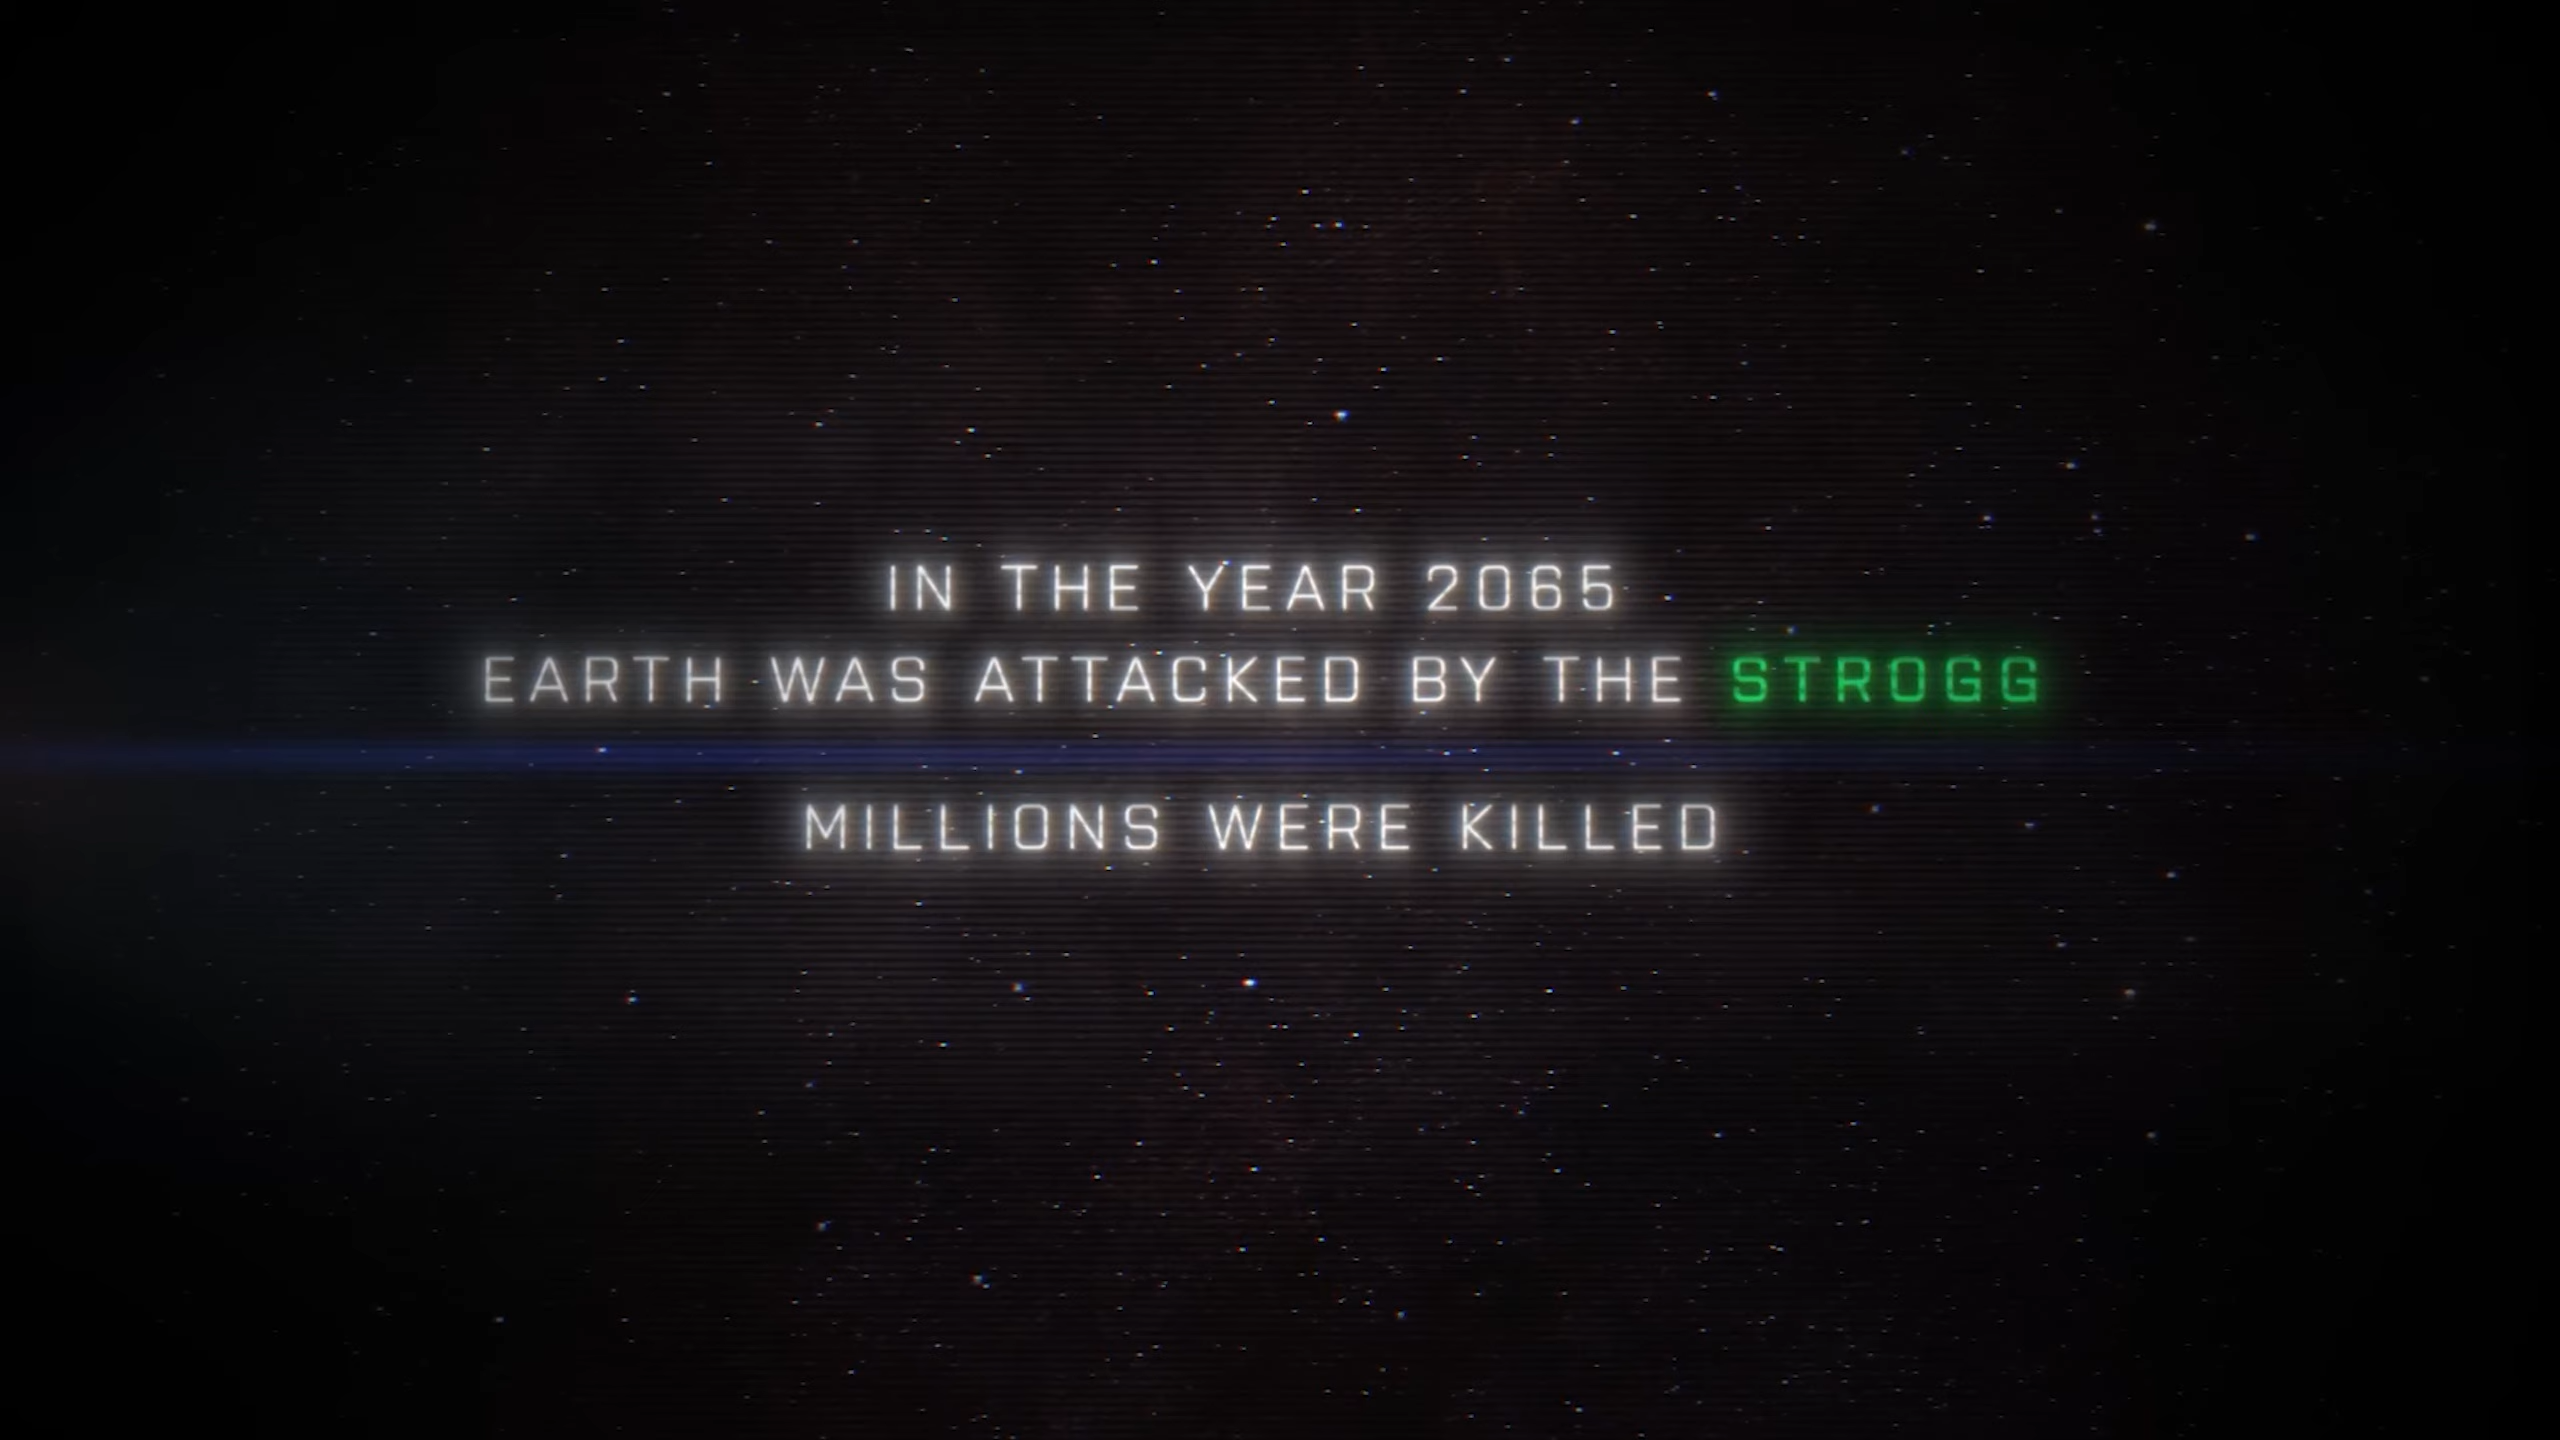 IN THE YEAR 2065
EARTH WAS ATTACKED BY THE STROGG
MILLIONS WERE KILLED